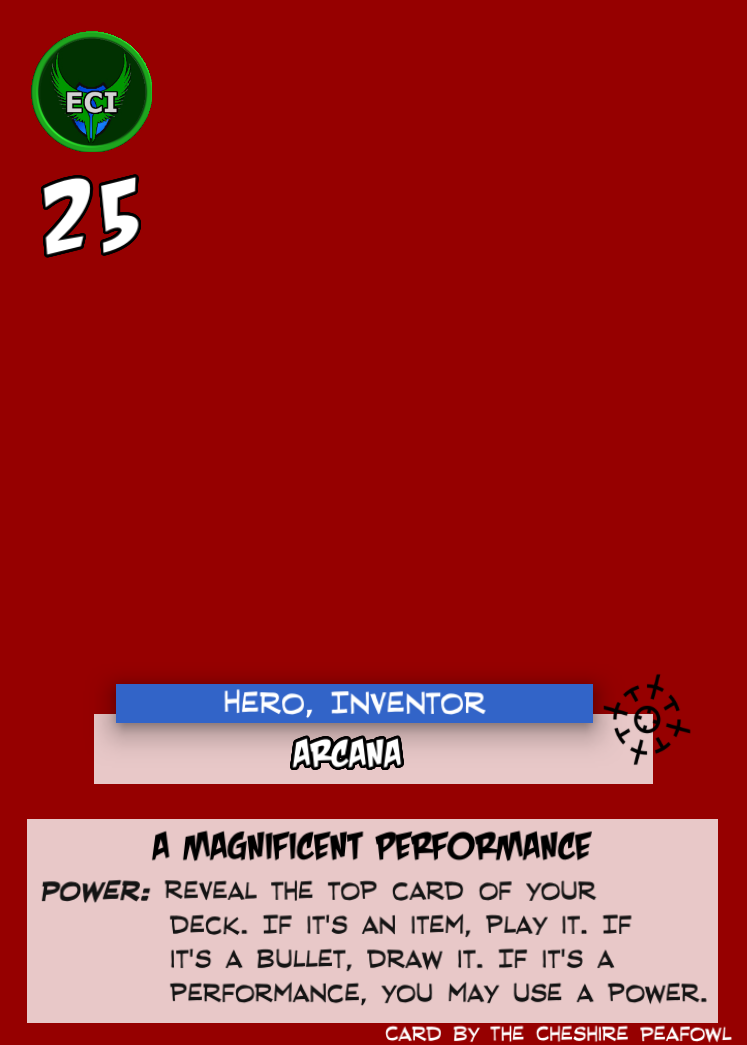 ECI
25
HERO, INVENTOR
ARCANA
A MAGNIFICENT PERFORMANCE
POWER: REVEAL THE TOP CARD OF YOUR
DECK. IF IT'S AN ITEM, PLAY IT. IF
IT'S A BULLET, DRAW IT. IF IT'S A
PERFORMANCE, YOU MAY USE A POWER.
CARD BY THE CHESHIRE PEAFOWL